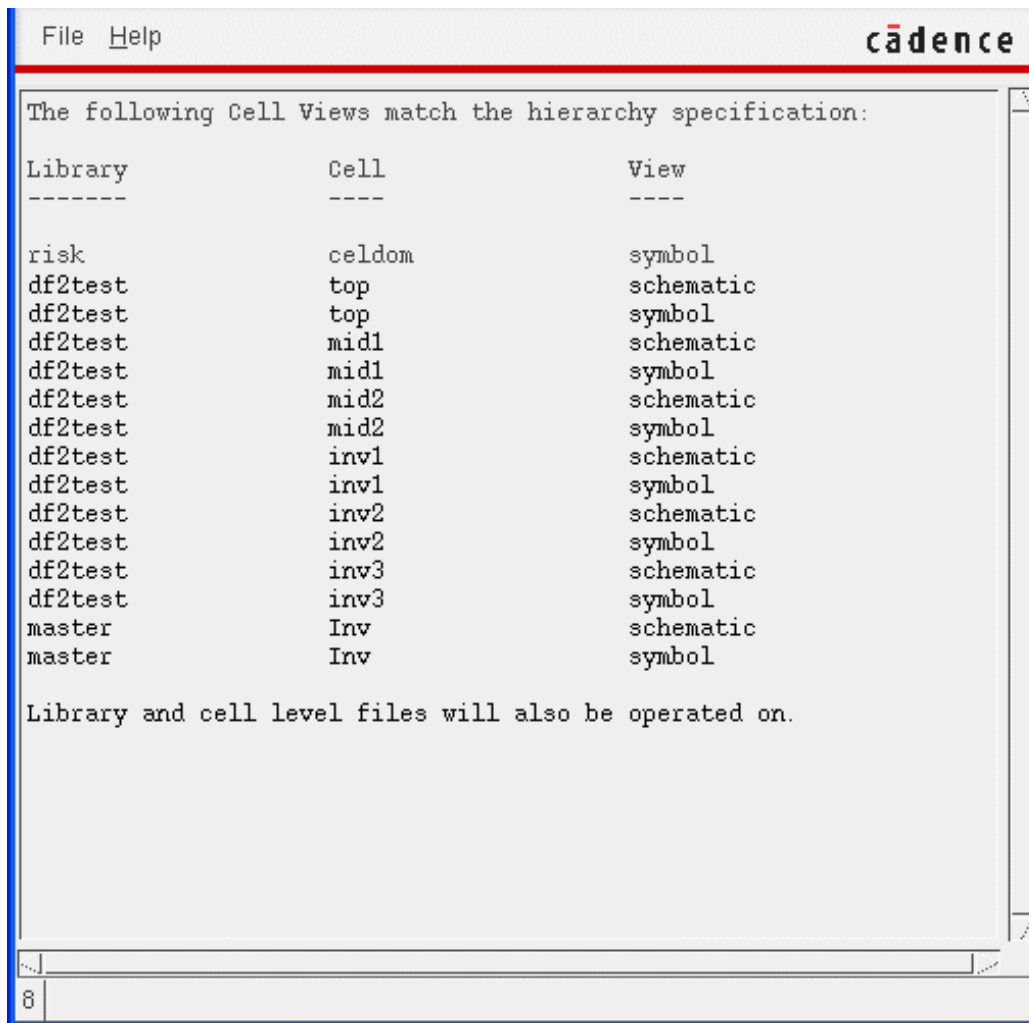 File Help cādence
The following Cell Views match the hierarchy specification:
Library Cell View
------- ---- ----
risk celdom symbol
df2test top schematic
df2test top symbol
df2test mid1 schematic
df2test mid1 symbol
df2test mid2 schematic
df2test mid2 symbol
df2test inv1 schematic
df2test inv1 symbol
df2test inv2 schematic
df2test inv2 symbol
df2test inv3 schematic
df2test inv3 symbol
master Inv schematic
master Inv symbol
Library and cell level files will also be operated on.
8